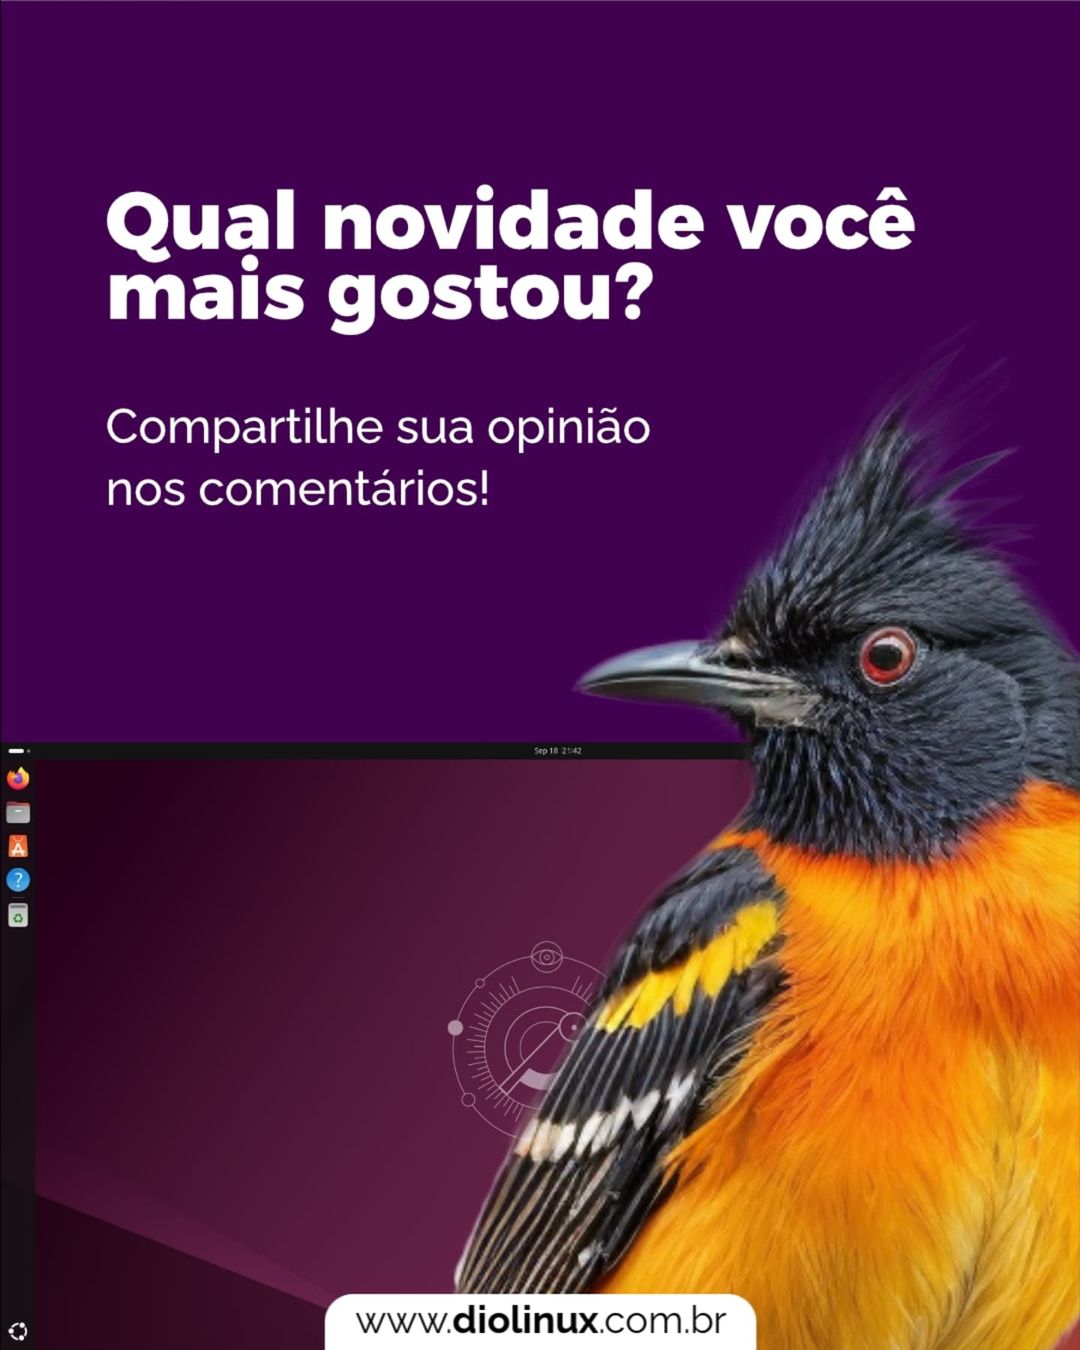 Qual novidade você
mais gostou?
Compartilhe sua opinião
nos comentários!
Sep 18 21:42
www.diolinux.com.br